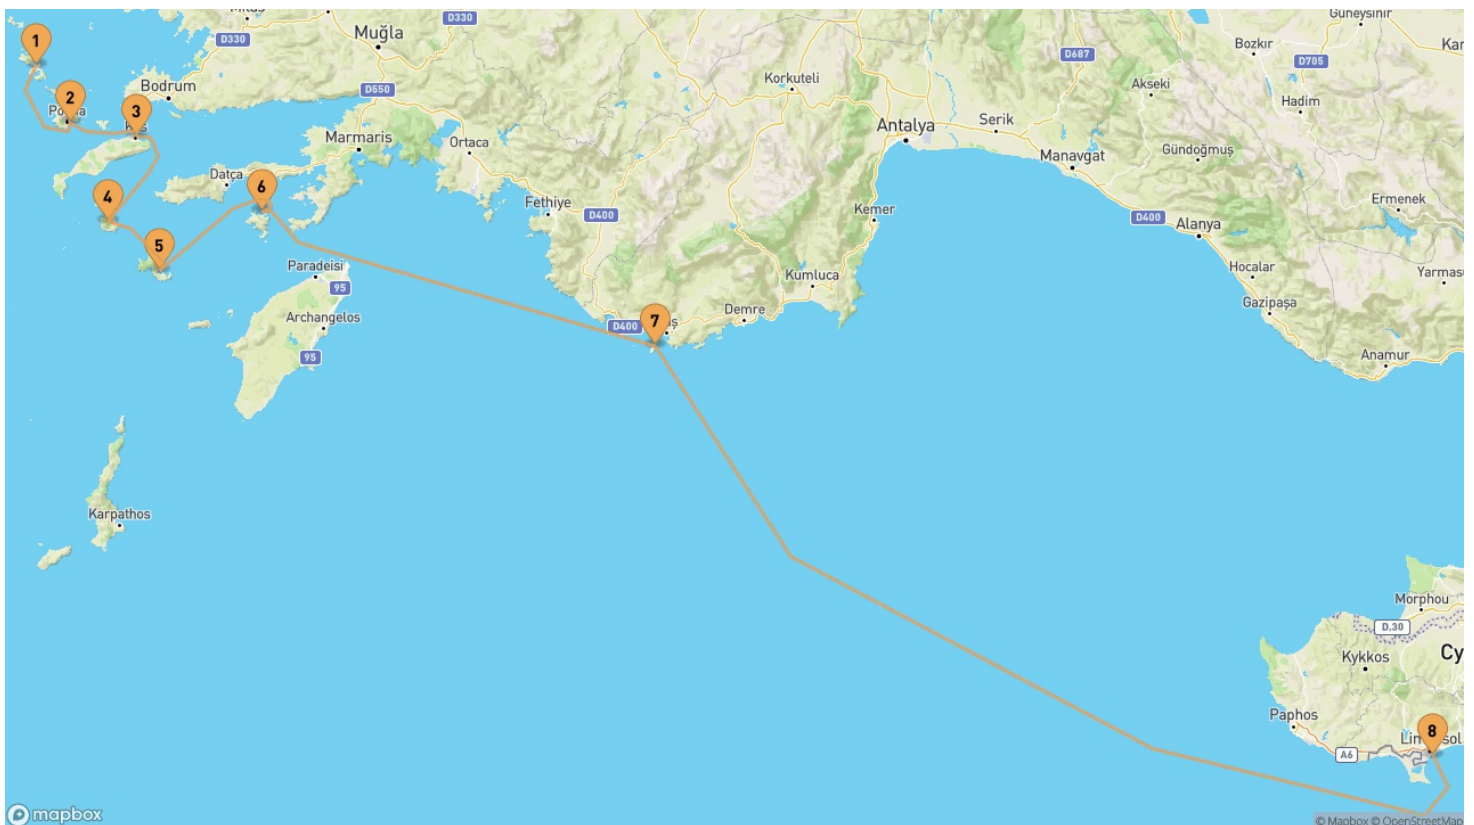 Güneysınır
D330
D330
Muğla
D687
Bozkır
D705
1
Korkuteli
Akseki
Hadim
2
Bodrum
D550
3
Antalya
Serik
Marmaris
Ortaca
Manavgat
Gündoğmuş
Datça
6
4
Fethiye
D400
Kemer
D400
Alanya
Ermenek
5
Paradeisi
95
Kumluca
Hocalar
Archangelos
D400
7
Demre
Gazipaşa
95
Anamur
Karpathos
Morphou
D.30
Kykkos
Cy
Paphos
8
A6
mapbox
© Mapbox © OpenStreetMap